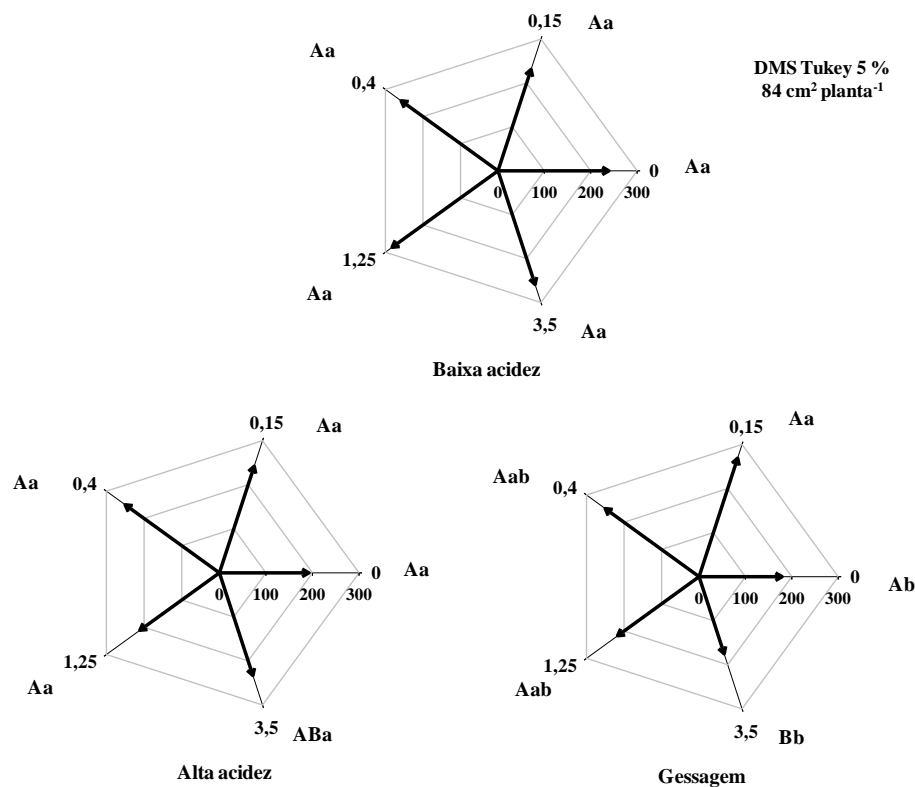 0,15 Aa
Aa
0,4
DMS Tukey 5 %
84 cm² planta⁻¹
0 Aa
0 100 200 300
1,25
Aa
3,5 Aa
Baixa acidez
0,15 Aa
Aa 0,4
0 Aa
0 100 200 300
1,25
Aa
3,5 ABa
Alta acidez
0,15 Aa
Aab 0,4
0 Ab
0 100 200 300
1,25
Aab
3,5 Bb
Gessagem